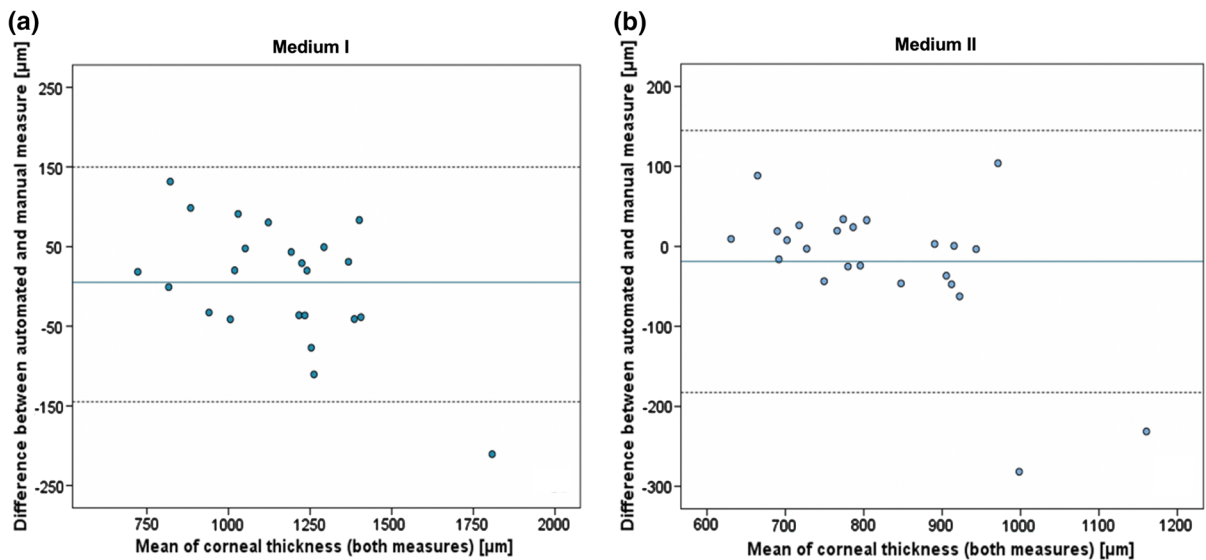 (a)
Medium I
Difference between automated and manual measure [µm]
250
150
50
-50
-150
-250
750 1000 1250 1500 1750 2000
Mean of corneal thickness (both measures) [µm]
(b)
Medium II
Difference between automated and manual measure [µm]
200
100
0
-100
-200
-300
600 700 800 900 1000 1100 1200
Mean of corneal thickness (both measures) [µm]